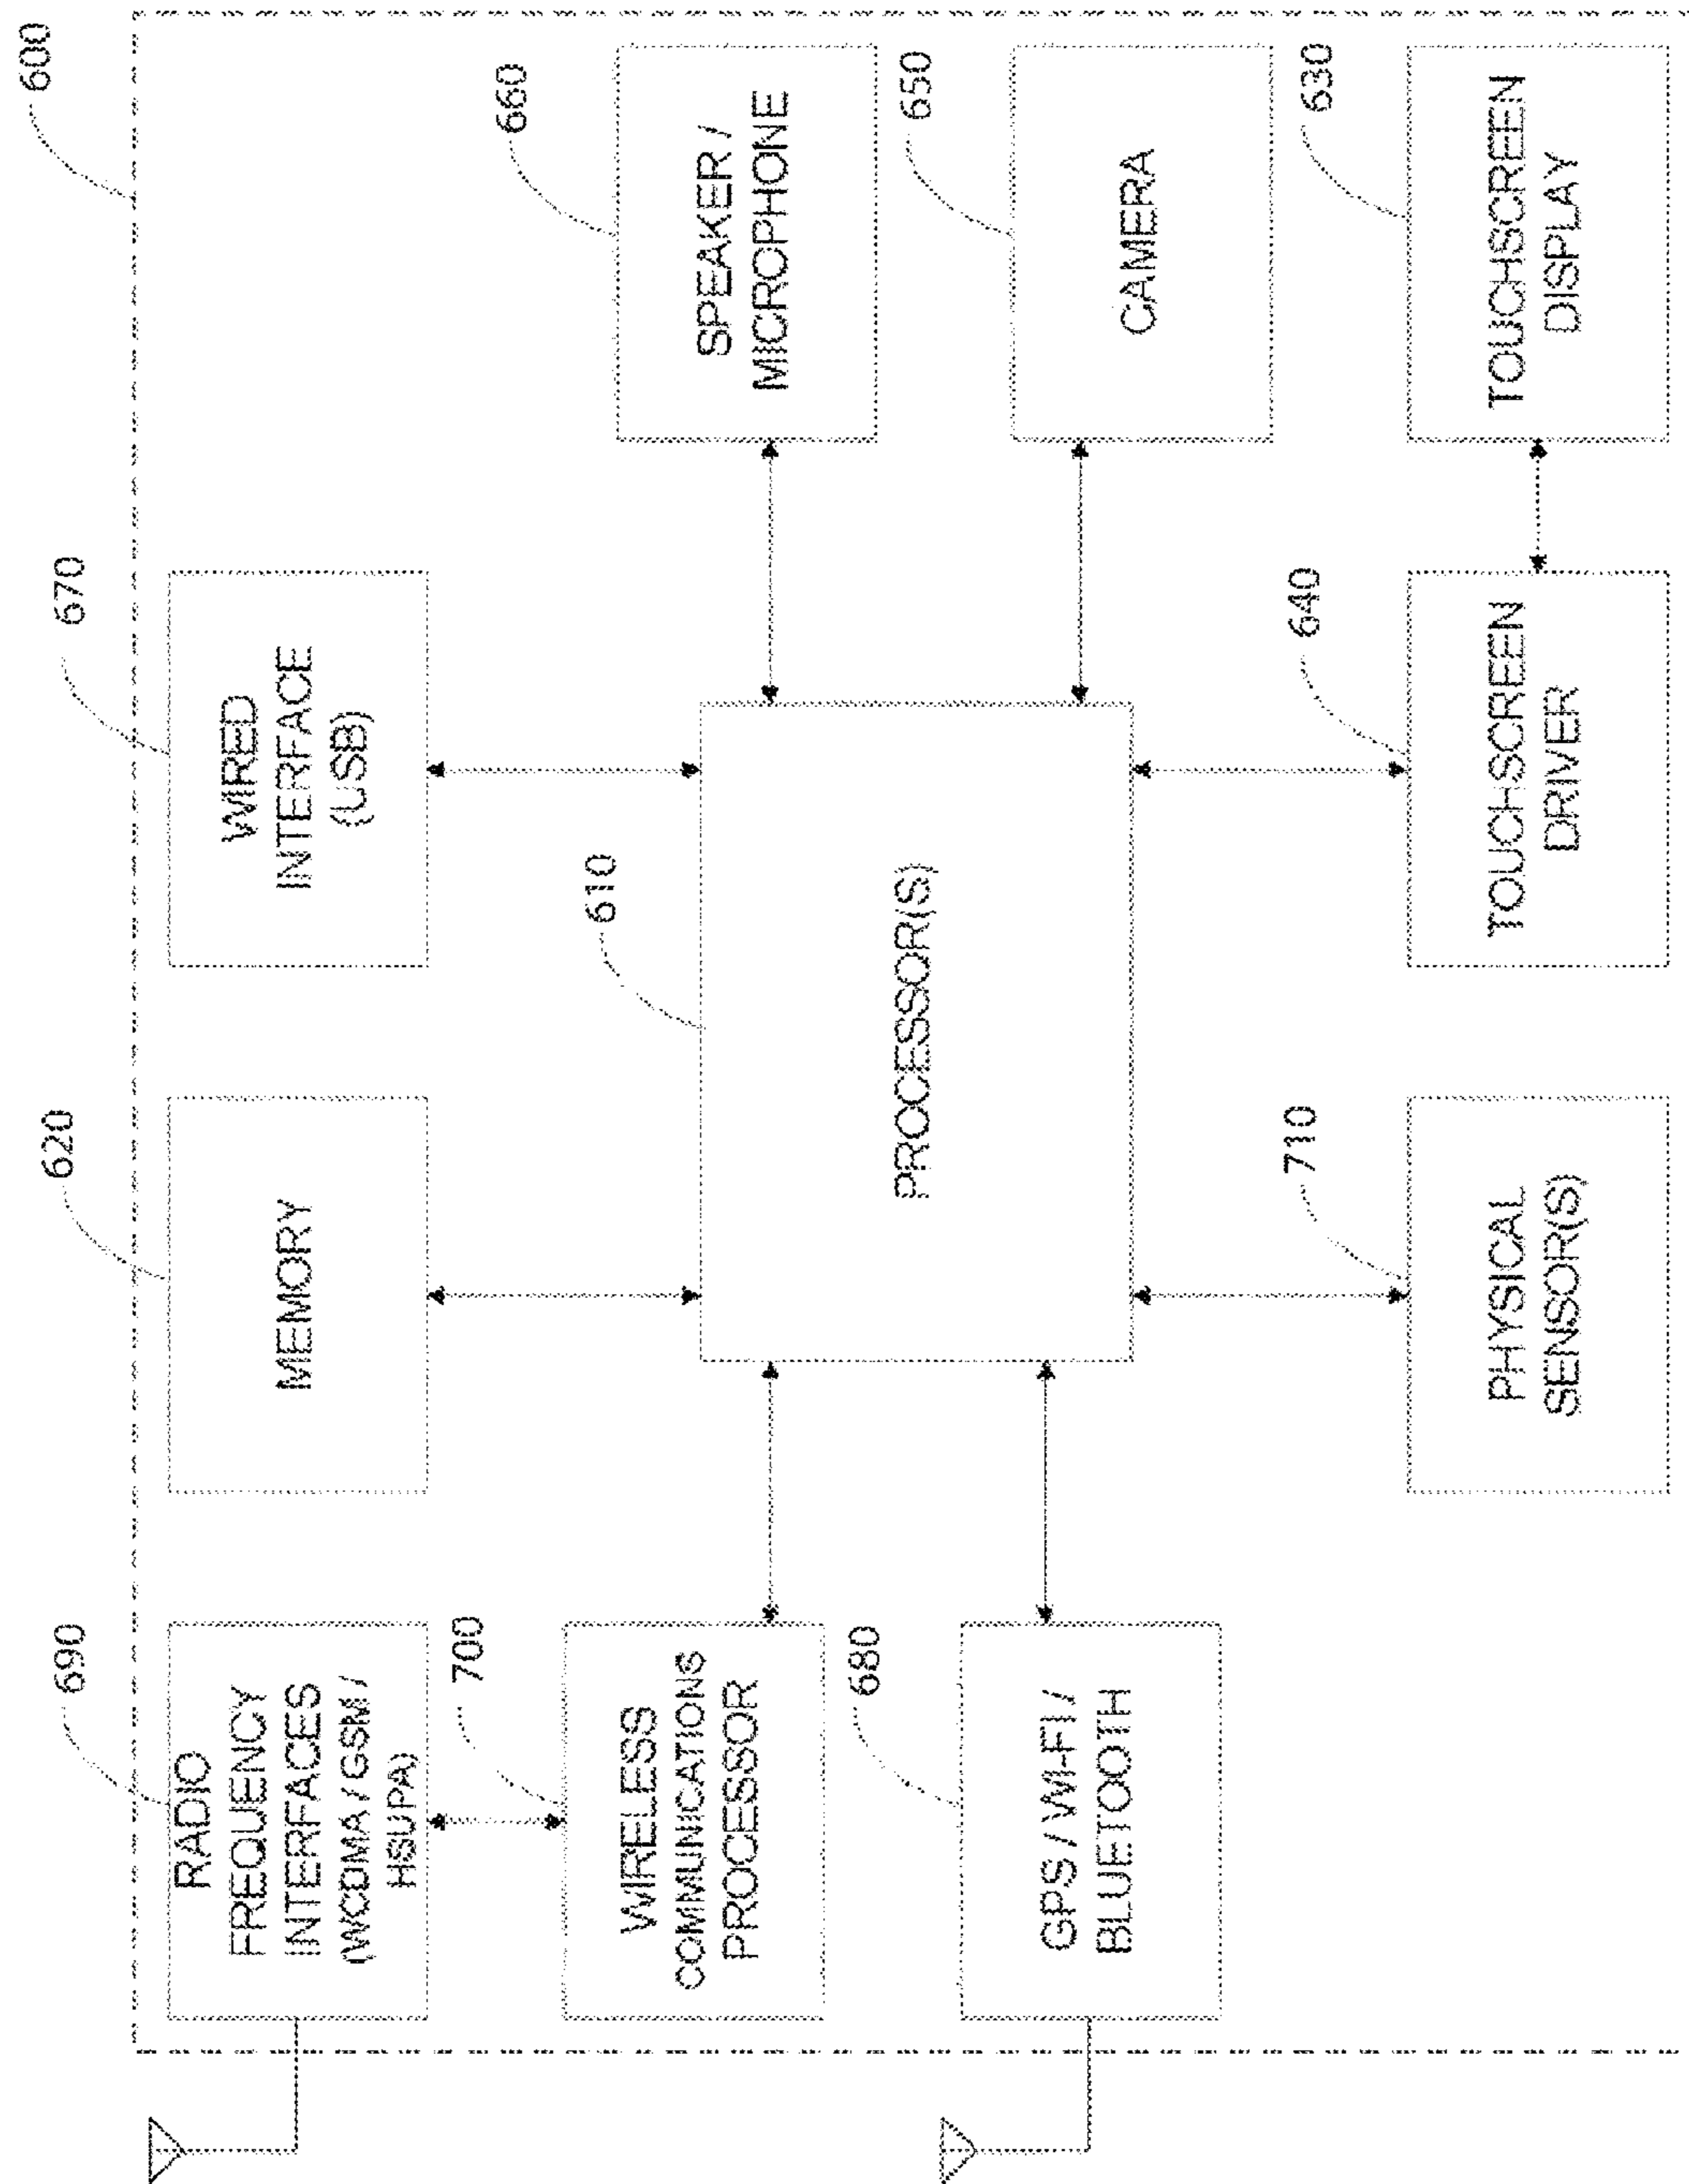 600
690
RADIO
FREQUENCY
INTERFACES
(WCDMA / GSM /
HSUPA)
620
MEMORY
670
WIRED
INTERFACE
(USB)
660
SPEAKER /
MICROPHONE
700
WIRELESS
COMMUNICATIONS
PROCESSOR
610
PROCESSOR(S)
650
CAMERA
680
GPS / WI-FI /
BLUETOOTH
710
PHYSICAL
SENSOR(S)
640
TOUCHSCREEN
DRIVER
630
TOUCHSCREEN
DISPLAY